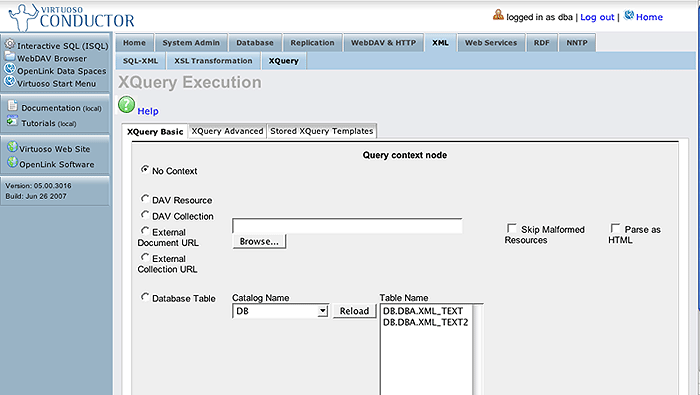 VIRTUOSO
CONDUCTOR
logged in as dba | Log out | Home
Interactive SQL (ISQL)
WebDAV Browser
OpenLink Data Spaces
Virtuoso Start Menu
Documentation (local)
Tutorials (local)
Virtuoso Web Site
OpenLink Software
Version: 05.00.3016
Build: Jun 26 2007
Home System Admin Database Replication WebDAV & HTTP XML Web Services RDF NNTP
SQL-XML XSL Transformation XQuery
XQuery Execution
? Help
XQuery Basic XQuery Advanced Stored XQuery Templates
Query context node
No Context
DAV Resource
DAV Collection
External
Document URL
Browse...
Skip Malformed
Resources
Parse as
HTML
External
Collection URL
Database Table
Catalog Name
DB
Reload
Table Name
DB.DBA.XML_TEXT
DB.DBA.XML_TEXT2